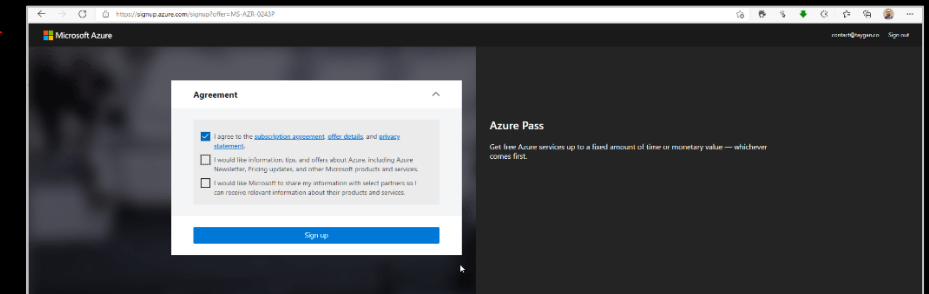 https://signup.azure.com/signup?offer=MS-AZR-0243P
Microsoft Azure
contact@taygan.co Sign out
Agreement
I agree to the subscription agreement, offer details, and privacy
statement.
I would like information, tips, and offers about Azure, including Azure
Newsletter, Pricing updates, and other Microsoft products and services.
I would like Microsoft to share my information with select partners so I
can receive relevant information about their products and services.
Sign up
Azure Pass
Get free Azure services up to a fixed amount of time or monetary value — whichever
comes first.